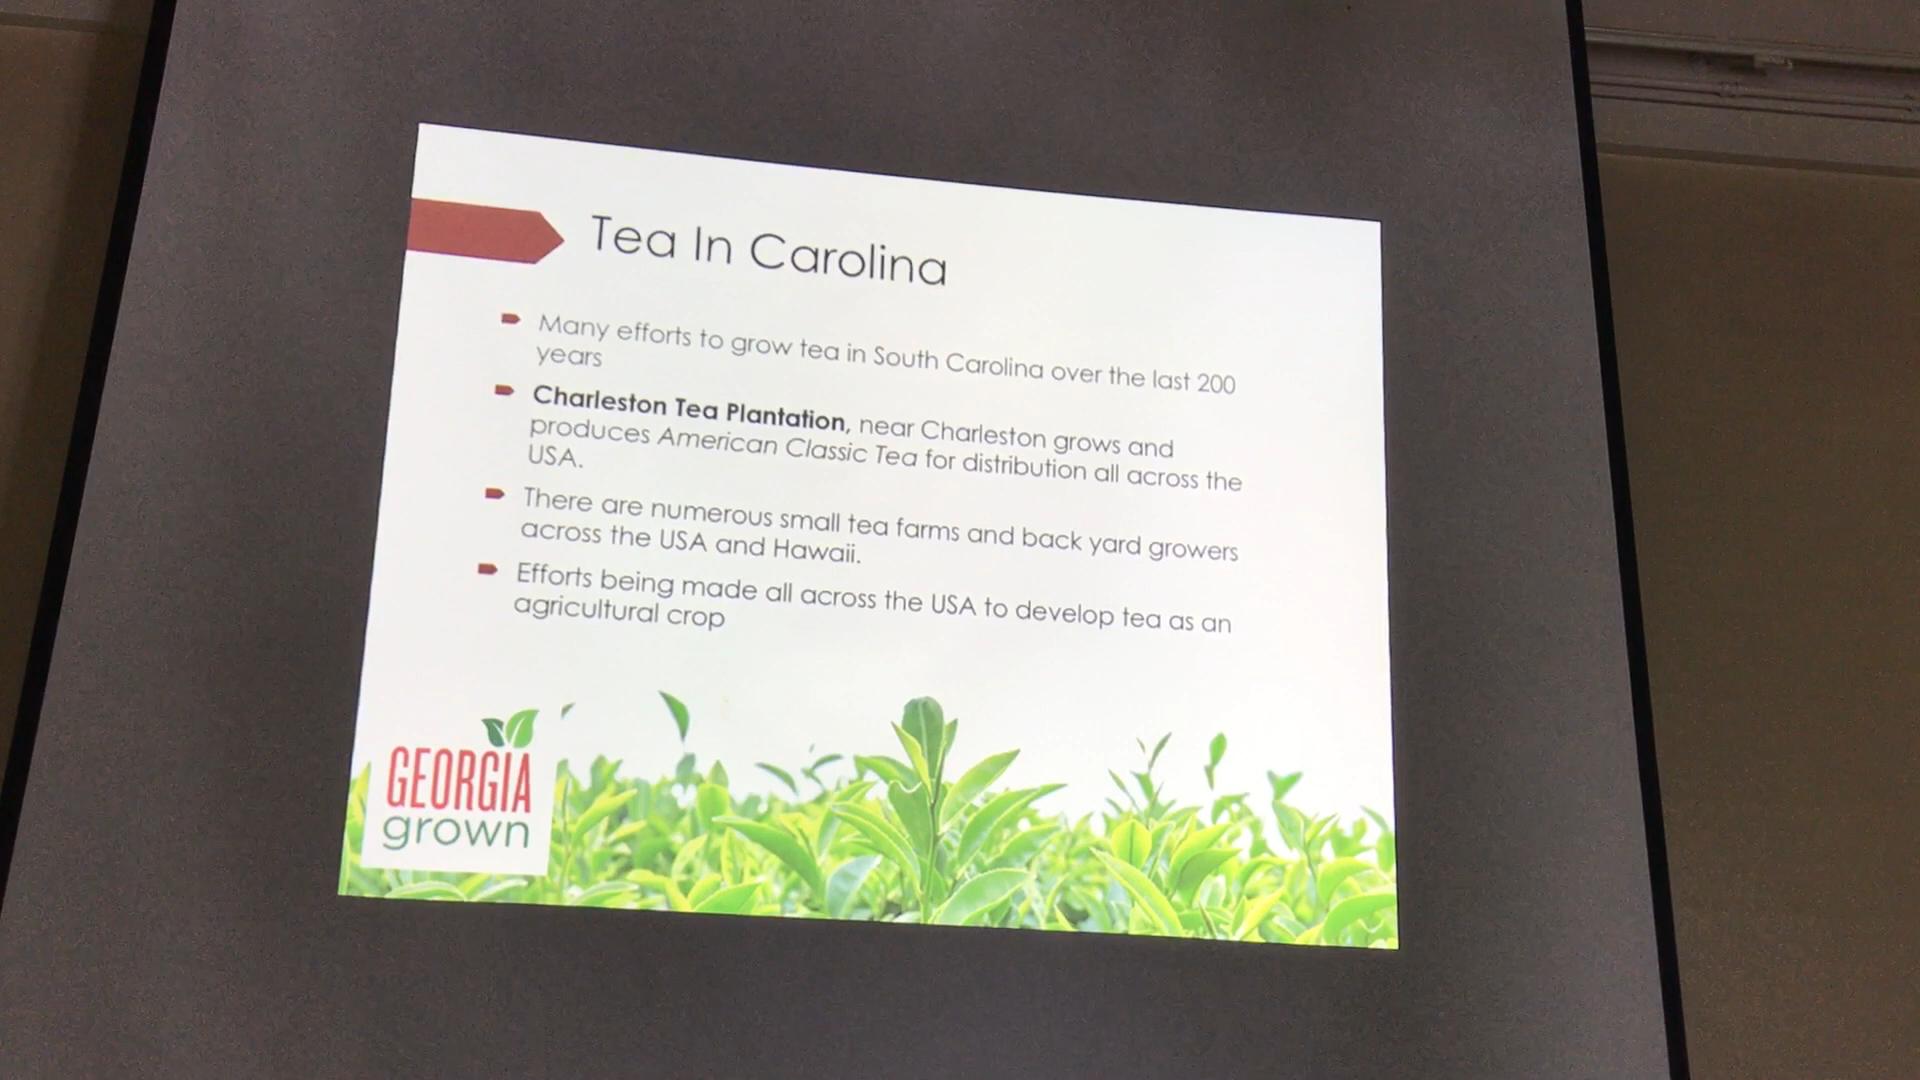 Tea In Carolina
Many efforts to grow tea in South Carolina over the last 200
years
Charleston Tea Plantation, near Charleston grows and
produces American Classic Tea for distribution all across the
USA.
There are numerous small tea farms and back yard growers
across the USA and Hawaii.
Efforts being made all across the USA to develop tea as an
agricultural crop
GEORGIA
grown